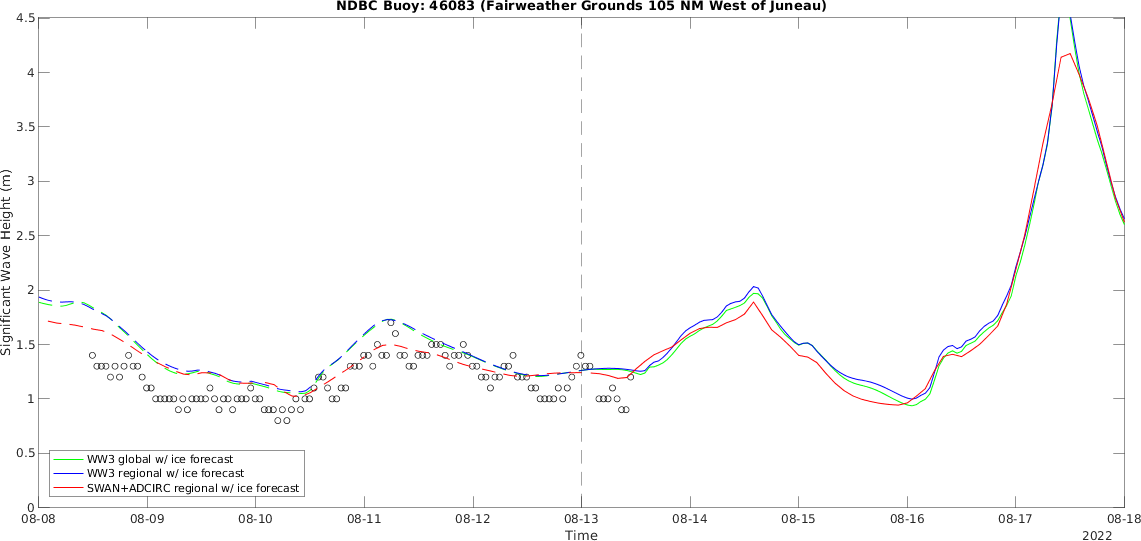 NDBC Buoy: 46083 (Fairweather Grounds 105 NM West of Juneau)
4.5
4
3.5
3
2.5
2
1.5
1
0.5
0
Significant Wave Height (m)
WW3 global w/ ice forecast
WW3 regional w/ ice forecast
SWAN+ADCIRC regional w/ ice forecast
08-08 08-09 08-10 08-11 08-12 08-13 08-14 08-15 08-16 08-17 08-18
Time
2022